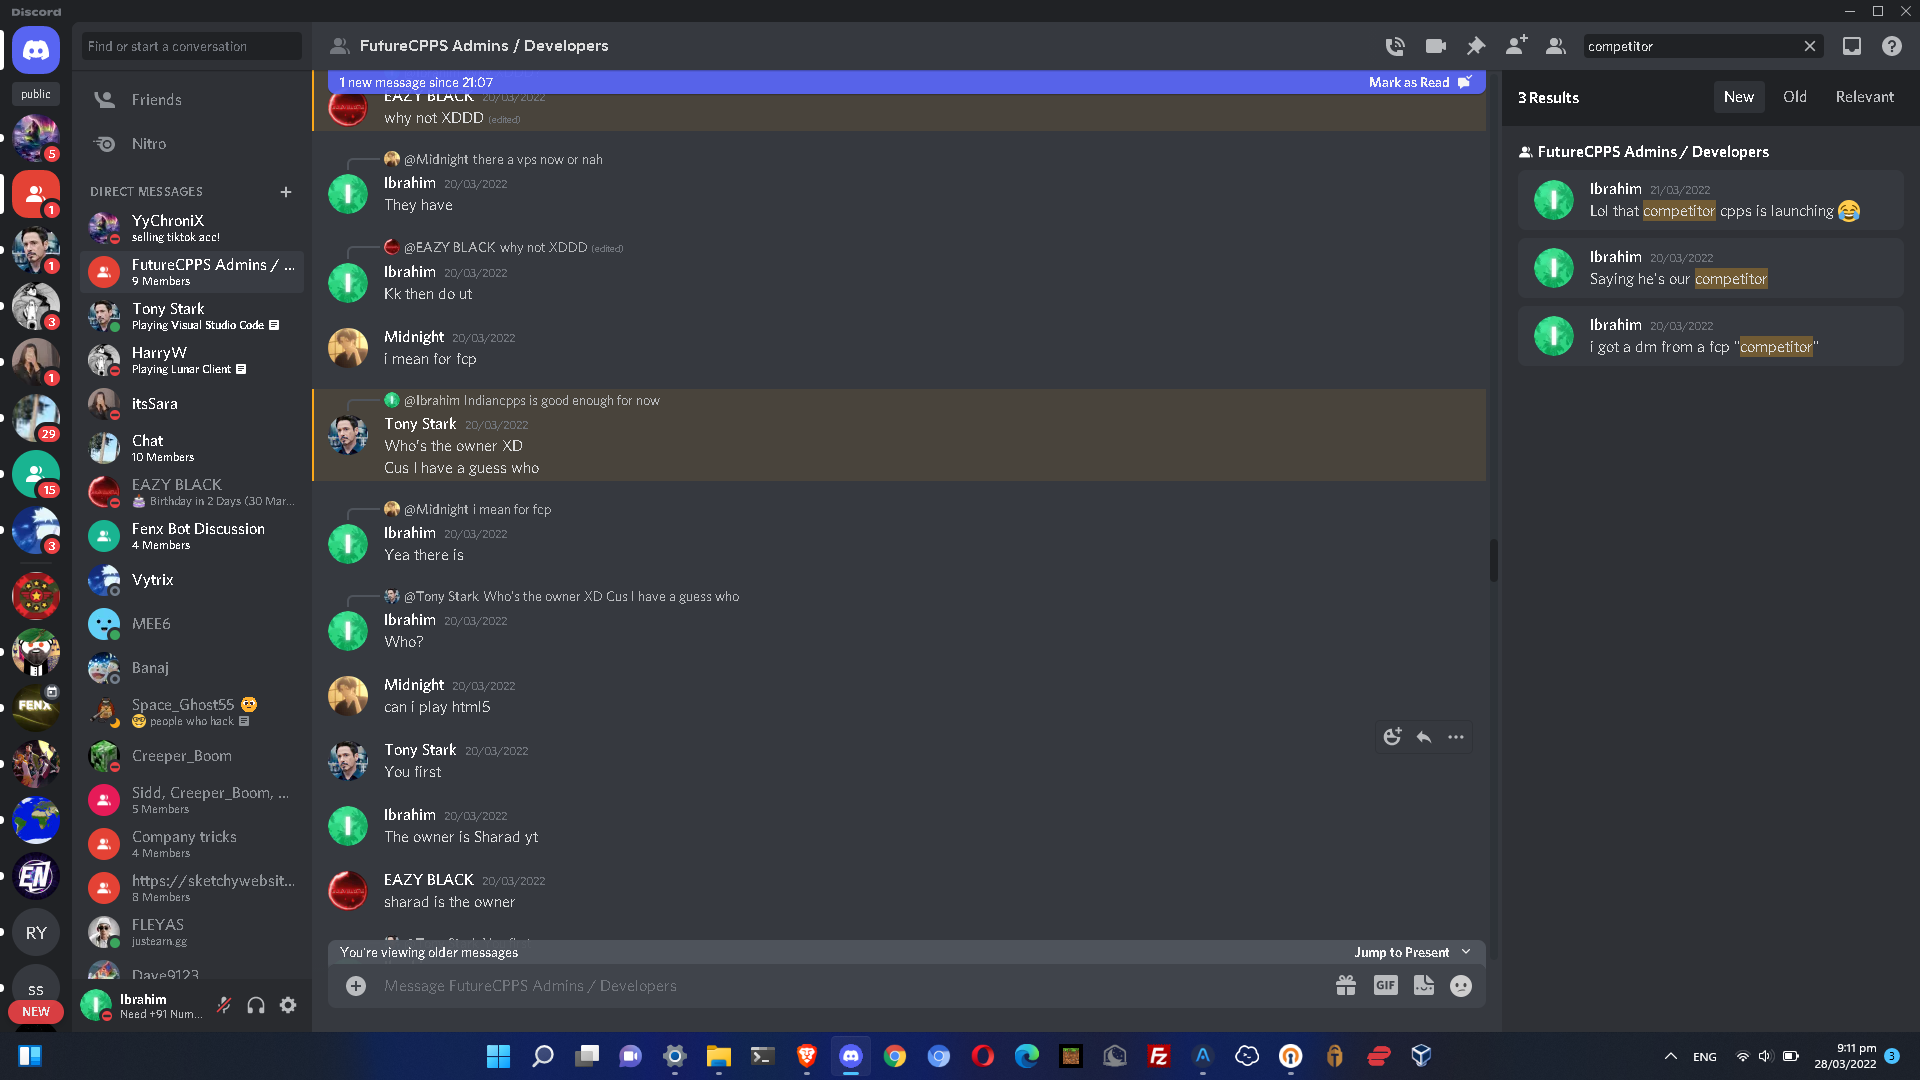 Discord
Find or start a conversation
public
Friends
Nitro
DIRECT MESSAGES
YyChroniX
selling tiktok acc!
FutureCPPS Admins / ...
9 Members
Tony Stark
Playing Visual Studio Code
HarryW
Playing Lunar Client
itsSara
Chat
10 Members
EAZY BLACK
Birthday in 2 Days (30 Mar...
Fenx Bot Discussion
4 Members
Vytrix
MEE6
Banaj
Space_Ghost55
people who hack
Creeper_Boom
Sidd, Creeper_Boom, ...
5 Members
Company tricks
4 Members
https://sketchywebsit...
8 Members
FLEYAS
justearn.gg
Dave9123
Ibrahim
Need +91 Num...
5
1
1
3
1
29
15
3
FENX
EN
RY
ss
NEW
FutureCPPS Admins / Developers
competitor
1 new message since 21:07
Mark as Read
EAZY BLACK 20/03/2022
why not XDDD (edited)
@Midnight there a vps now or nah
Ibrahim 20/03/2022
They have
@EAZY BLACK why not XDDD (edited)
Ibrahim 20/03/2022
Kk then do ut
Midnight 20/03/2022
i mean for fcp
@Ibrahim Indiancpps is good enough for now
Tony Stark 20/03/2022
Who's the owner XD
Cus I have a guess who
@Midnight i mean for fcp
Ibrahim 20/03/2022
Yea there is
@Tony Stark Who's the owner XD Cus I have a guess who
Ibrahim 20/03/2022
Who?
Midnight 20/03/2022
can i play html5
Tony Stark 20/03/2022
You first
Ibrahim 20/03/2022
The owner is Sharad yt
EAZY BLACK 20/03/2022
sharad is the owner
You're viewing older messages
Jump to Present
Message FutureCPPS Admins / Developers
GIF
3 Results
New
Old
Relevant
FutureCPPS Admins / Developers
Ibrahim 21/03/2022
Lol that competitor cpps is launching 😂
Ibrahim 20/03/2022
Saying he's our competitor
Ibrahim 20/03/2022
i got a dm from a fcp "competitor"
ENG
9:11 pm
28/03/2022
3